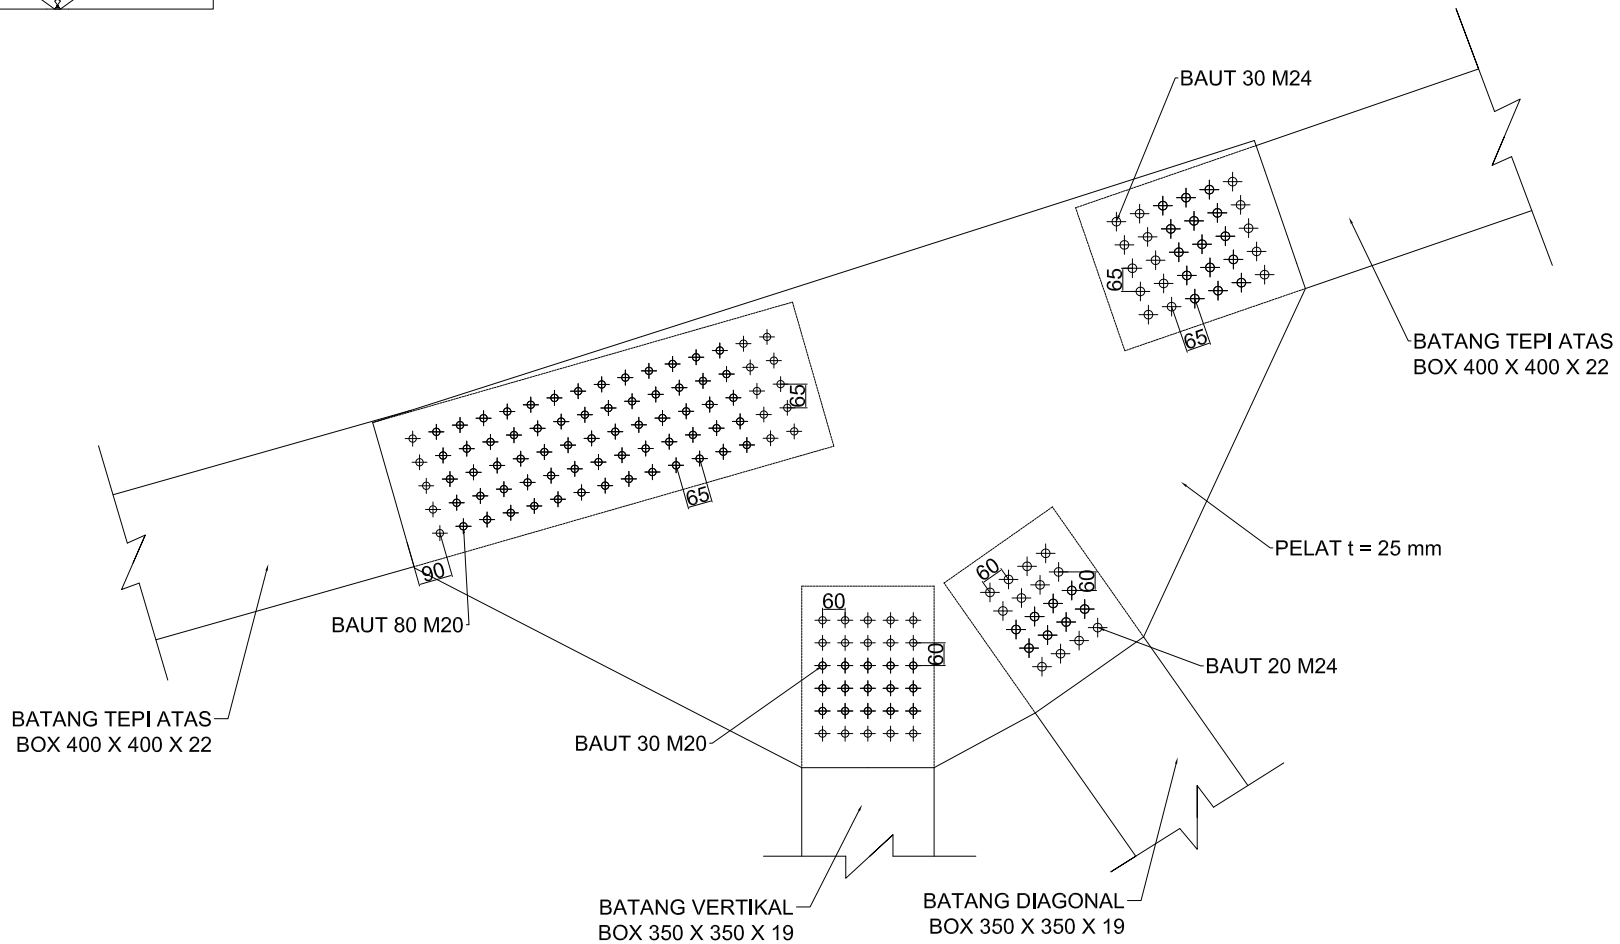 BAUT 30 M24
65
65
BATANG TEPI ATAS
BOX 400 X 400 X 22
65
65
90
BAUT 80 M20
PELAT t = 25 mm
60
60
BAUT 20 M24
60
60
BAUT 30 M20
BATANG TEPI ATAS
BOX 400 X 400 X 22
BATANG VERTIKAL
BOX 350 X 350 X 19
BATANG DIAGONAL
BOX 350 X 350 X 19